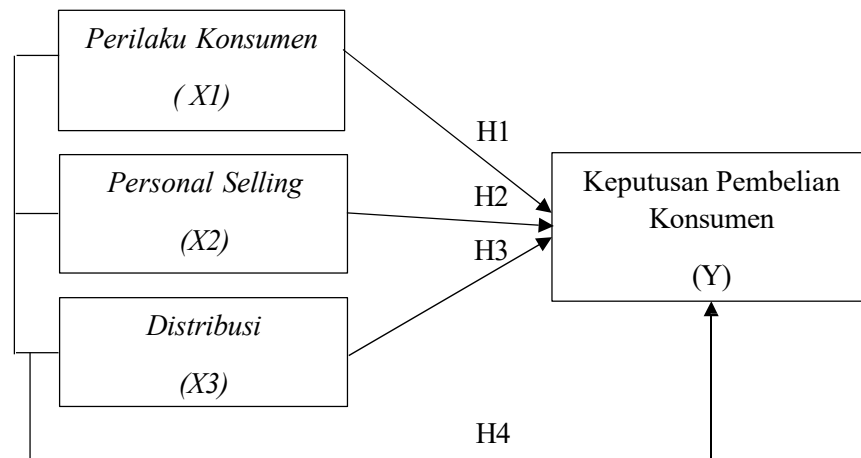 Perilaku Konsumen
( X1)
H1
Personal Selling
(X2)
H2
Keputusan Pembelian
Konsumen
(Y)
H3
Distribusi
(X3)
H4